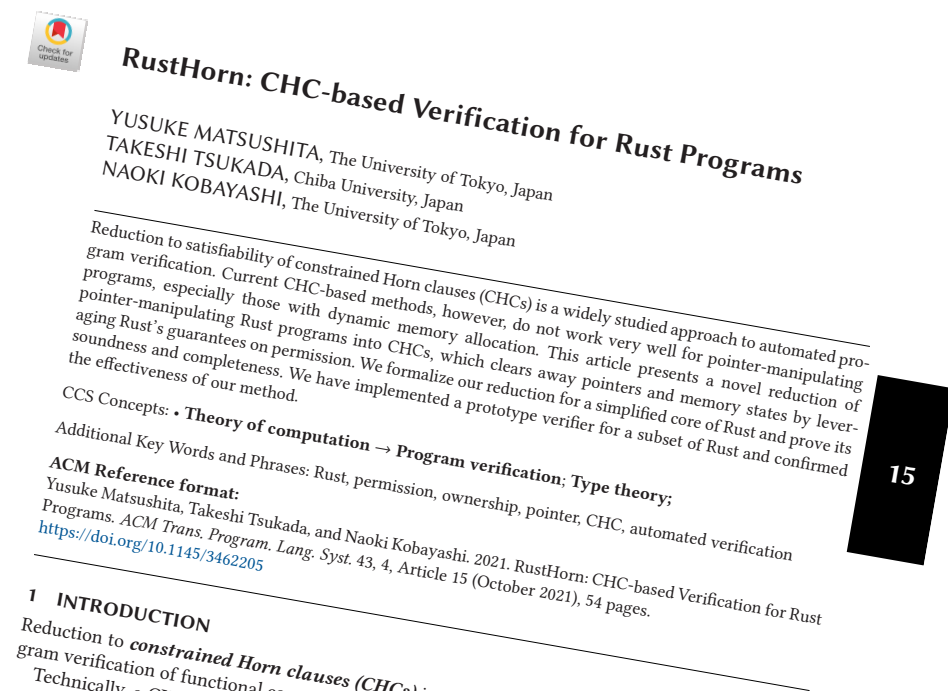 Check for
updates
RustHorn: CHC-based Verification for Rust Programs
YUSUKE MATSUSHITA, The University of Tokyo, Japan
TAKESHI TSUKADA, Chiba University, Japan
NAOKI KOBAYASHI, The University of Tokyo, Japan
Reduction to satisfiability of constrained Horn clauses (CHCs) is a widely studied approach to automated pro-
gram verification. Current CHC-based methods, however, do not work very well for pointer-manipulating
programs, especially those with dynamic memory allocation. This article presents a novel reduction of
pointer-manipulating Rust programs into CHCs, which clears away pointers and memory states by lever-
aging Rust's guarantees on permission. We formalize our reduction for a simplified core of Rust and prove its
soundness and completeness. We have implemented a prototype verifier for a subset of Rust and confirmed
the effectiveness of our method.
CCS Concepts: • Theory of computation → Program verification; Type theory;
Additional Key Words and Phrases: Rust, permission, ownership, pointer, CHC, automated verification
ACM Reference format:
Yusuke Matsushita, Takeshi Tsukada, and Naoki Kobayashi. 2021. RustHorn: CHC-based Verification for Rust
Programs. ACM Trans. Program. Lang. Syst. 43, 4, Article 15 (October 2021), 54 pages.
https://doi.org/10.1145/3462205
15
1 INTRODUCTION
Reduction to constrained Horn clauses (CHCs)
gram verification of functional
Technically, a